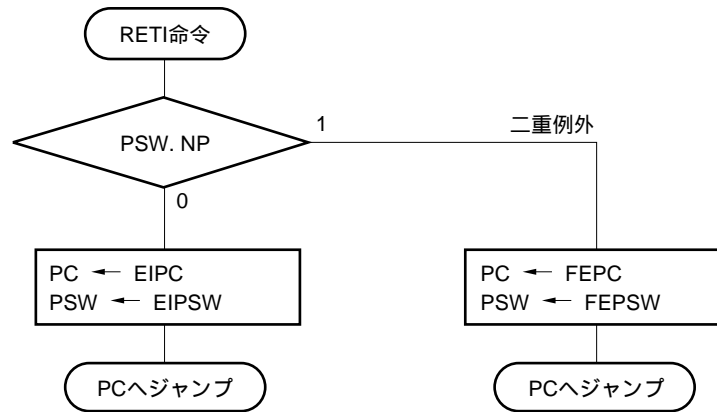 RETI命令
PSW. NP
1
二重例外
0
PC ← EIPC
PSW ← EIPSW
PC ← FEPC
PSW ← FEPSW
PCへジャンプ
PCへジャンプ